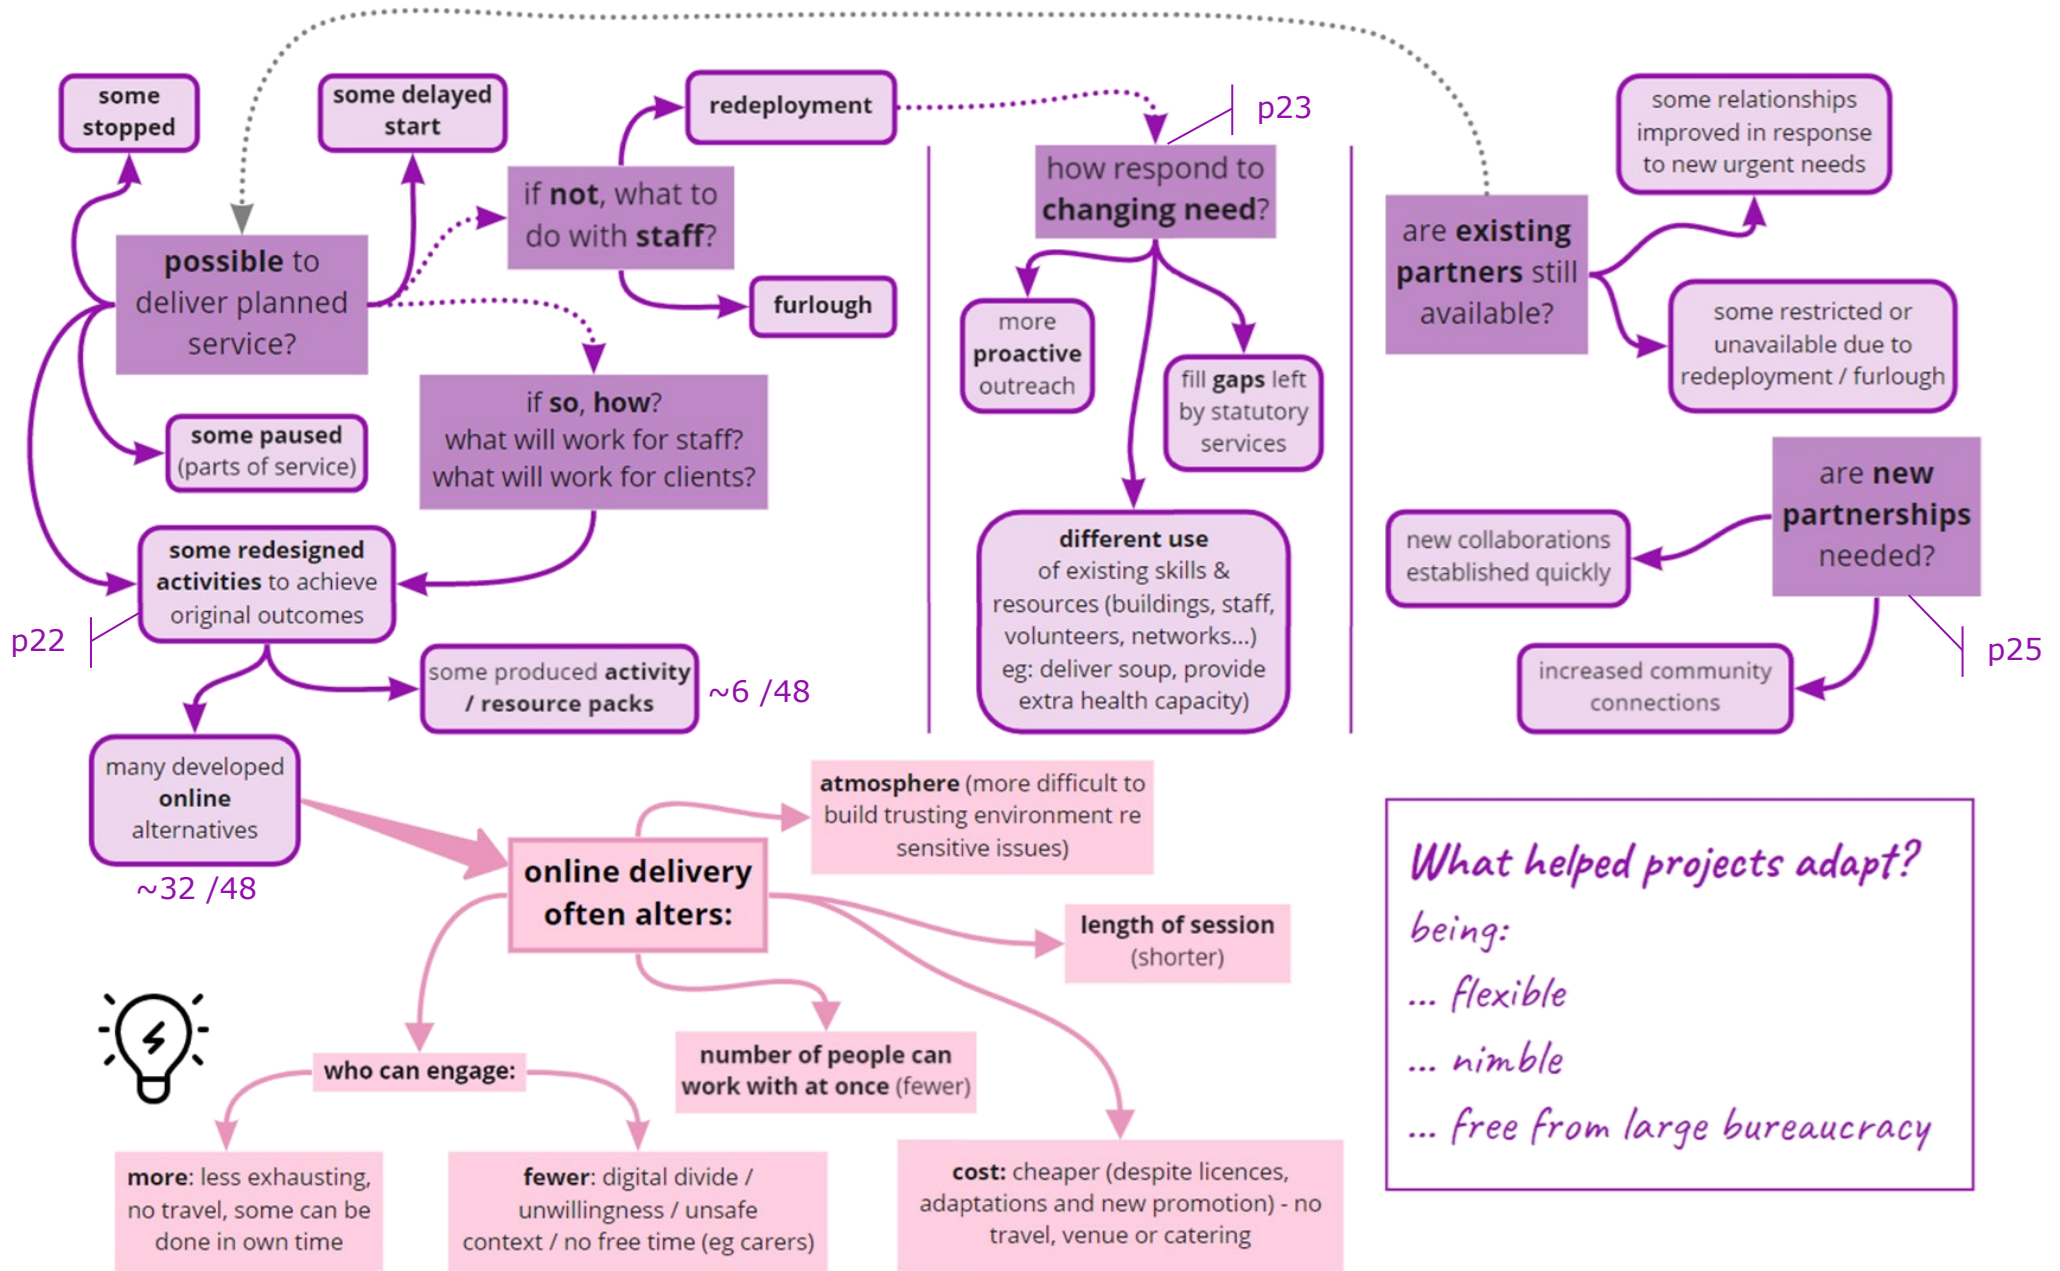 some
stopped
some delayed
start
possible to
deliver planned
service?
if not, what to
do with staff?
redeployment
furlough
some paused
(parts of service)
if so, how?
what will work for staff?
what will work for clients?
some redesigned
activities to achieve
original outcomes
p22
some produced activity
/ resource packs
~6 /48
many developed
online
alternatives
~32 /48
p23
how respond to
changing need?
more
proactive
outreach
fill gaps left
by statutory
services
different use
of existing skills &
resources (buildings, staff,
volunteers, networks...)
eg: deliver soup, provide
extra health capacity)
some relationships
improved in response
to new urgent needs
are existing
partners still
available?
some restricted or
unavailable due to
redeployment / furlough
are new
partnerships
needed?
new collaborations
established quickly
increased community
connections
p25
online delivery
often alters:
atmosphere (more difficult to
build trusting environment re
sensitive issues)
length of session
(shorter)
number of people can
work with at once (fewer)
who can engage:
more: less exhausting,
no travel, some can be
done in own time
fewer: digital divide /
unwillingness / unsafe
context / no free time (eg carers)
cost: cheaper (despite licences,
adaptations and new promotion) - no
travel, venue or catering
What helped projects adapt?
being:
... flexible
... nimble
... free from large bureaucracy